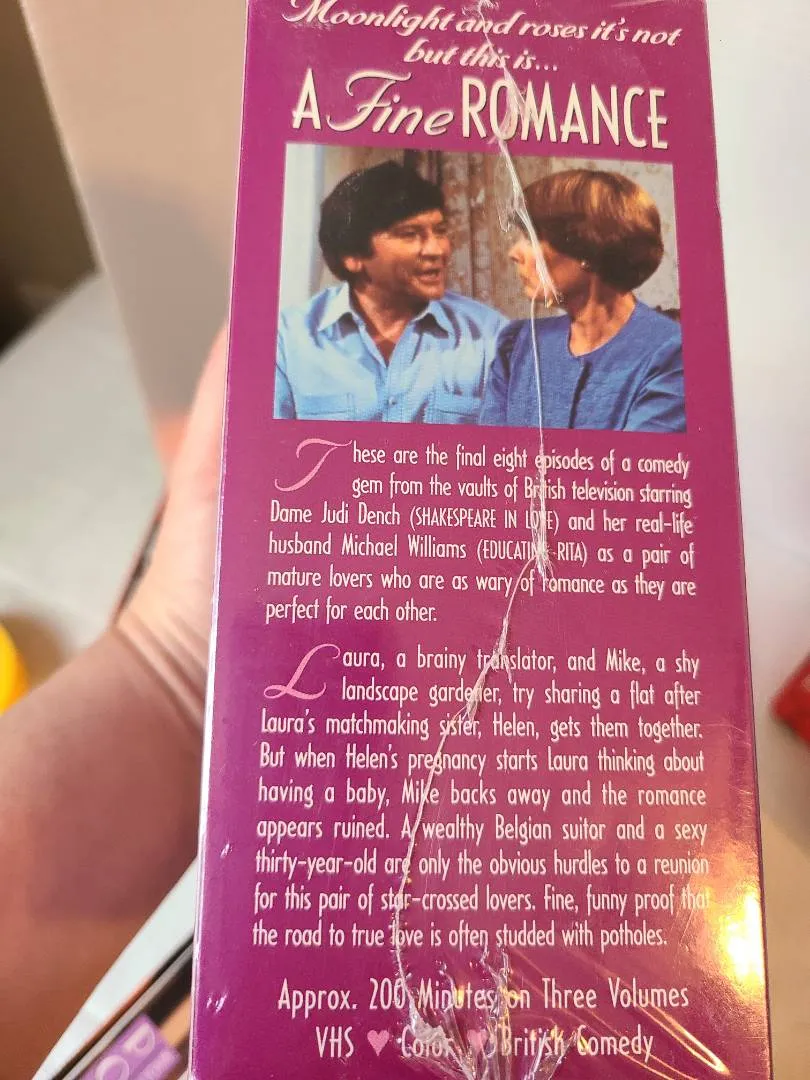 Moonlight and roses it's not
but this is...
A Fine ROMANCE
These are the final eight episodes of a comedy
gem from the vaults of British television starring
Dame Judi Dench (SHAKESPEARE IN LOVE) and her real-life
husband Michael Williams (EDUCATING RITA) as a pair of
mature lovers who are as wary of romance as they are
perfect for each other.
Laura, a brainy translator, and Mike, a shy
landscape gardener, try sharing a flat after
Laura's matchmaking sister, Helen, gets them together.
But when Helen's pregnancy starts Laura thinking about
having a baby, Mike backs away and the romance
appears ruined. A wealthy Belgian suitor and a sexy
thirty-year-old are only the obvious hurdles to a reunion
for this pair of star-crossed lovers. Fine, funny proof that
the road to true love is often studded with potholes.
Approx. 200 Minutes on Three Volumes
VHS ♥ Color ♥ British Comedy